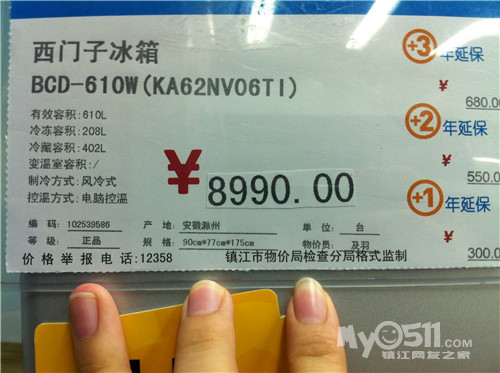 西门子冰箱
BCD-610W(KA62NV06TI)
有效容积:610L
冷冻容积:208L
冷藏容积:402L
变温室容积:/
制冷方式:风冷式
控温方式:电脑控温
¥8990.00
+3年延保
¥
680.0
+2年延保
¥
550.0
+1年延保
¥
300.0
编 码: 102539586 产 地: 安徽滁州 单 位: 台
等 级: 正品 规 格: 90cm*77cm*175cm 物价员: 及羽
价格举报电话:12358 镇江市物价局检查分局格式监制
My0511.com
镇江网友之家